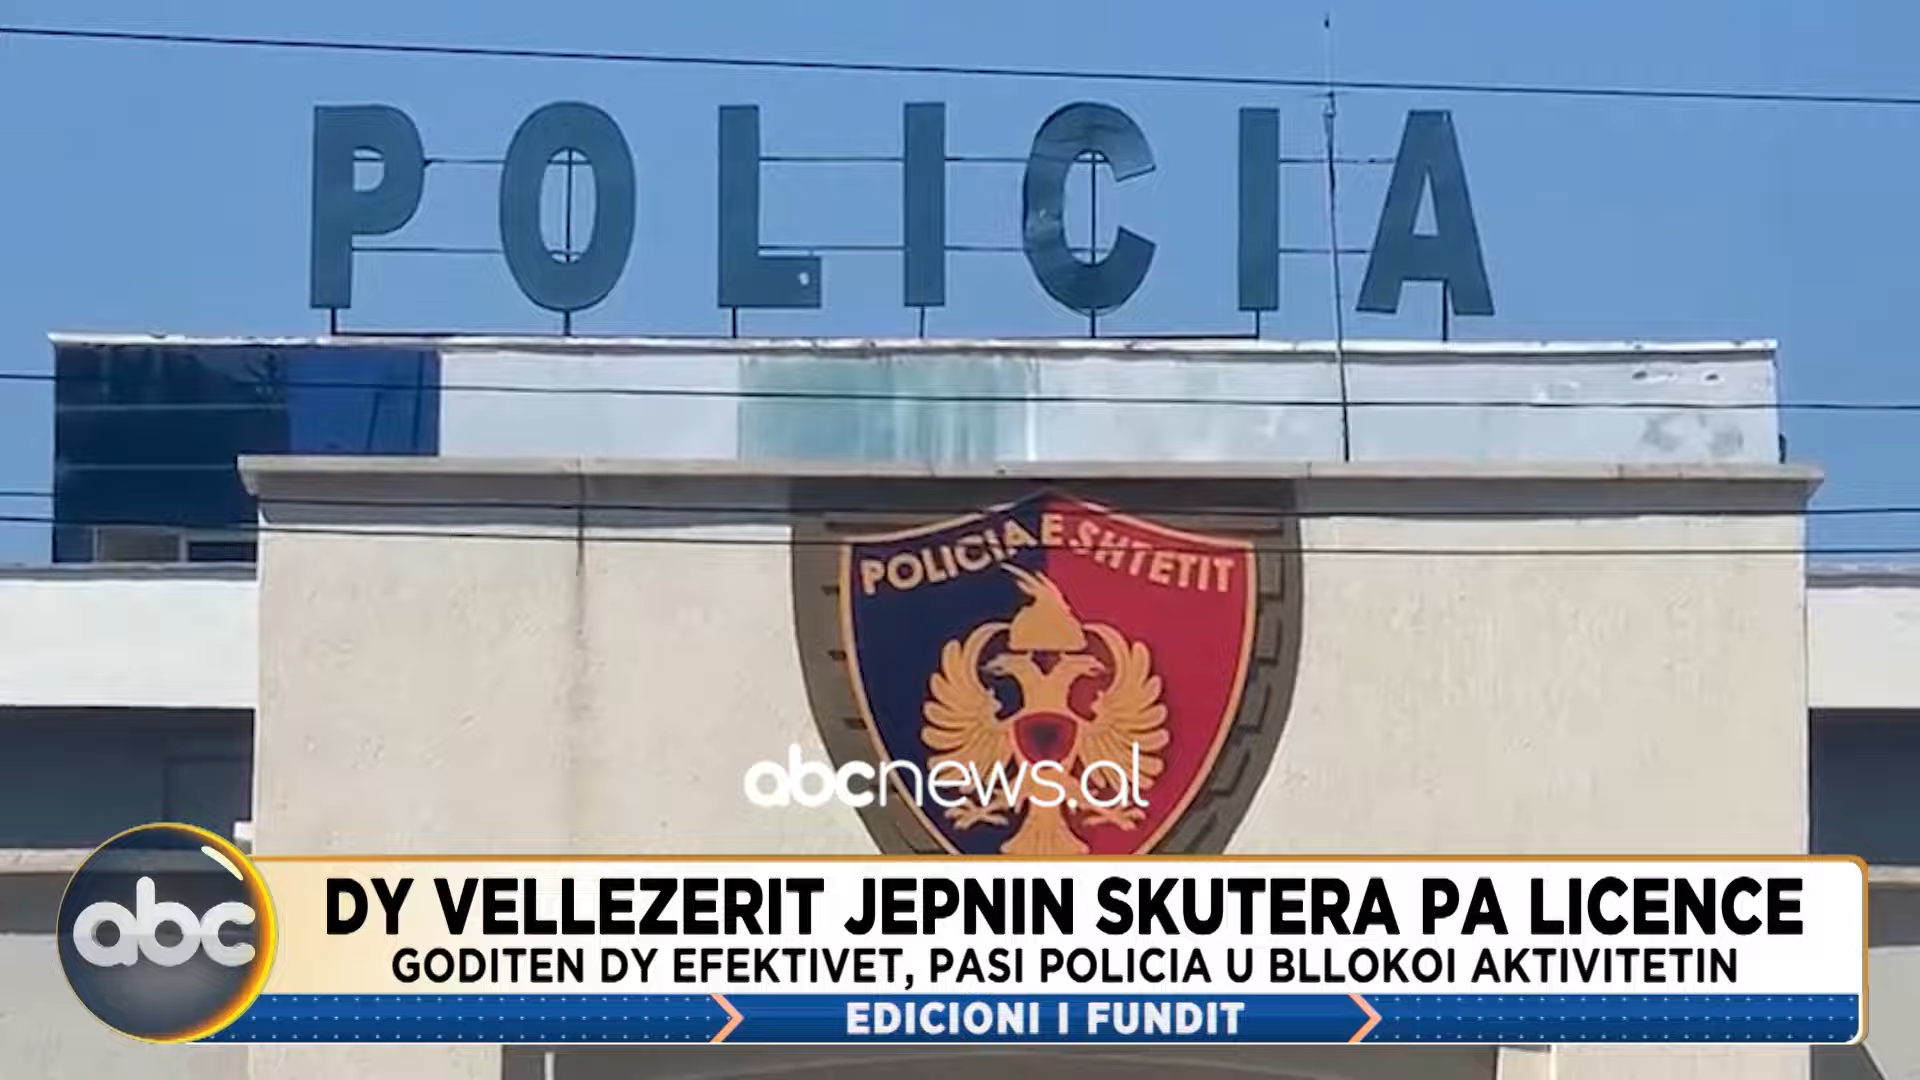 POLICIA
POLICIA E SHTETIT
abcnews.al
abc
DY VELLEZERIT JEPNIN SKUTERA PA LICENCE
GODITEN DY EFEKTIVET, PASI POLICIA U BLLOKOI AKTIVITETIN
EDICIONI I FUNDIT